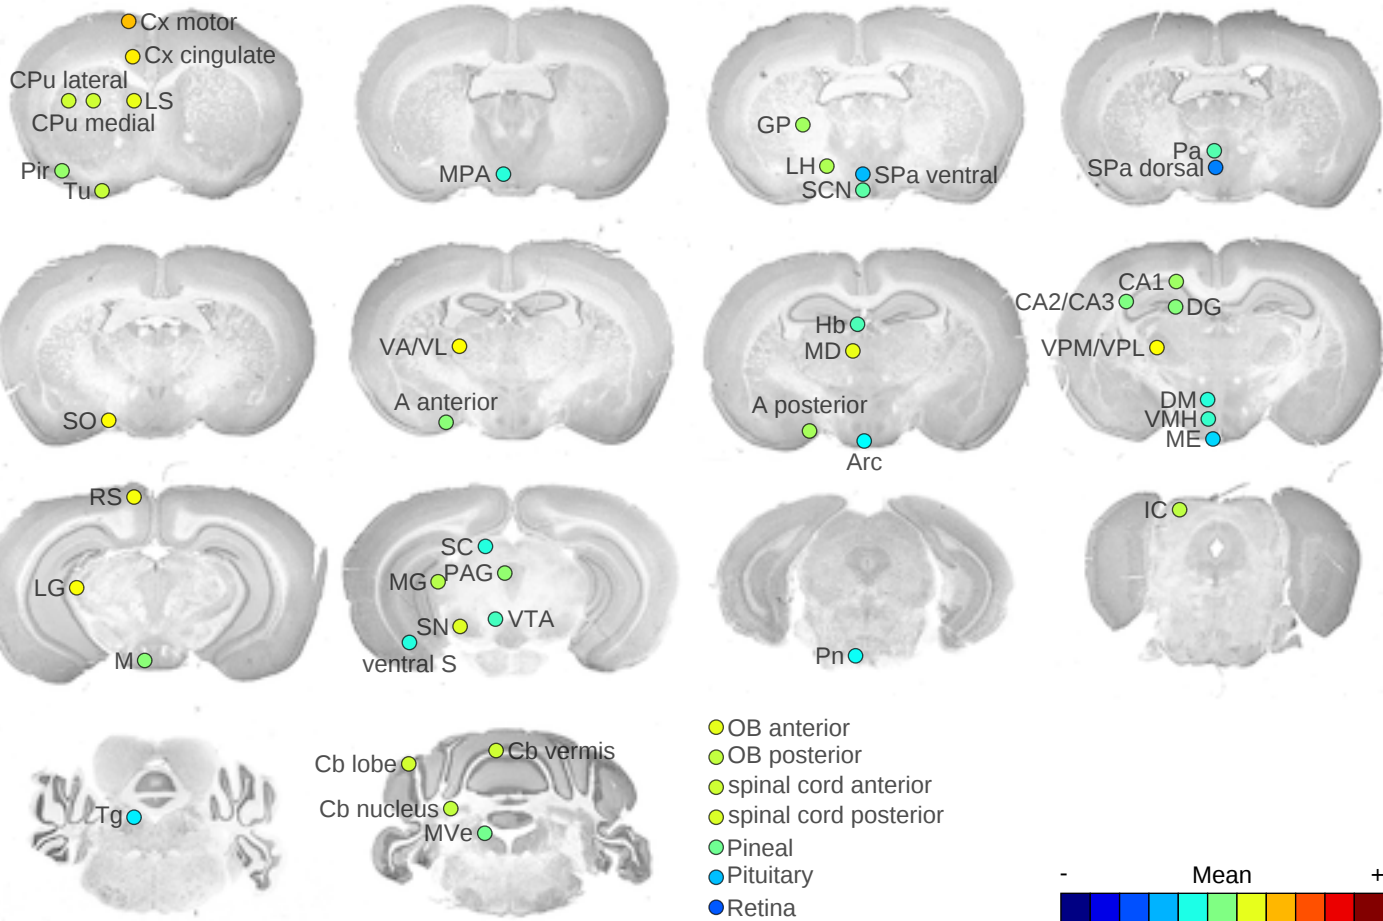 Cx motor
Cx cingulate
CPu lateral
LS
CPu medial
Pir
Tu
MPA
GP
LH
SPa ventral
SCN
Pa
SPa dorsal
SO
VA/VL
A anterior
Hb
MD
A posterior
Arc
CA1
CA2/CA3
DG
VPM/VPL
DM
VMH
ME
RS
LG
M
SC
MG
PAG
SN
VTA
ventral S
Pn
IC
Tg
Cb lobe
Cb vermis
Cb nucleus
MVe
OB anterior
OB posterior
spinal cord anterior
spinal cord posterior
Pineal
Pituitary
Retina
- Mean +